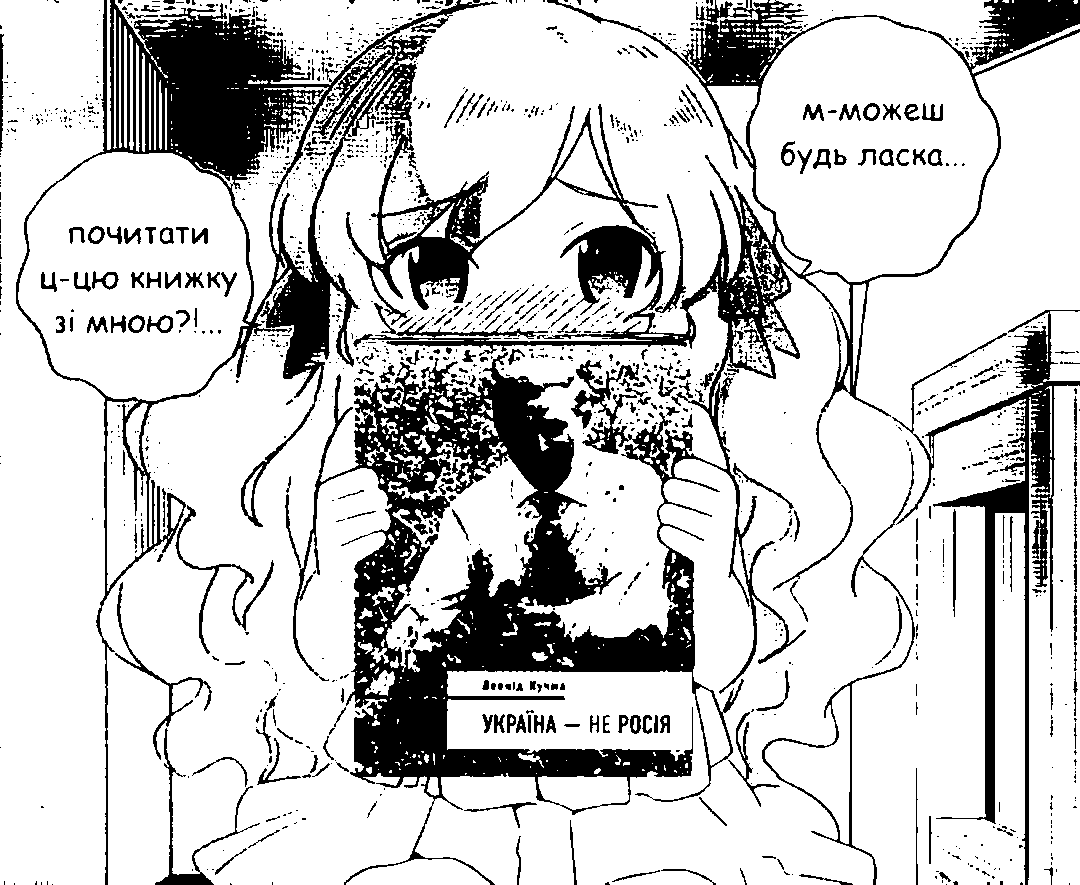 м-можеш
будь ласка...
почитати
ц-цю книжку
зі мною?!...
Леонід Кучма
УКРАЇНА — НЕ РОСІЯ